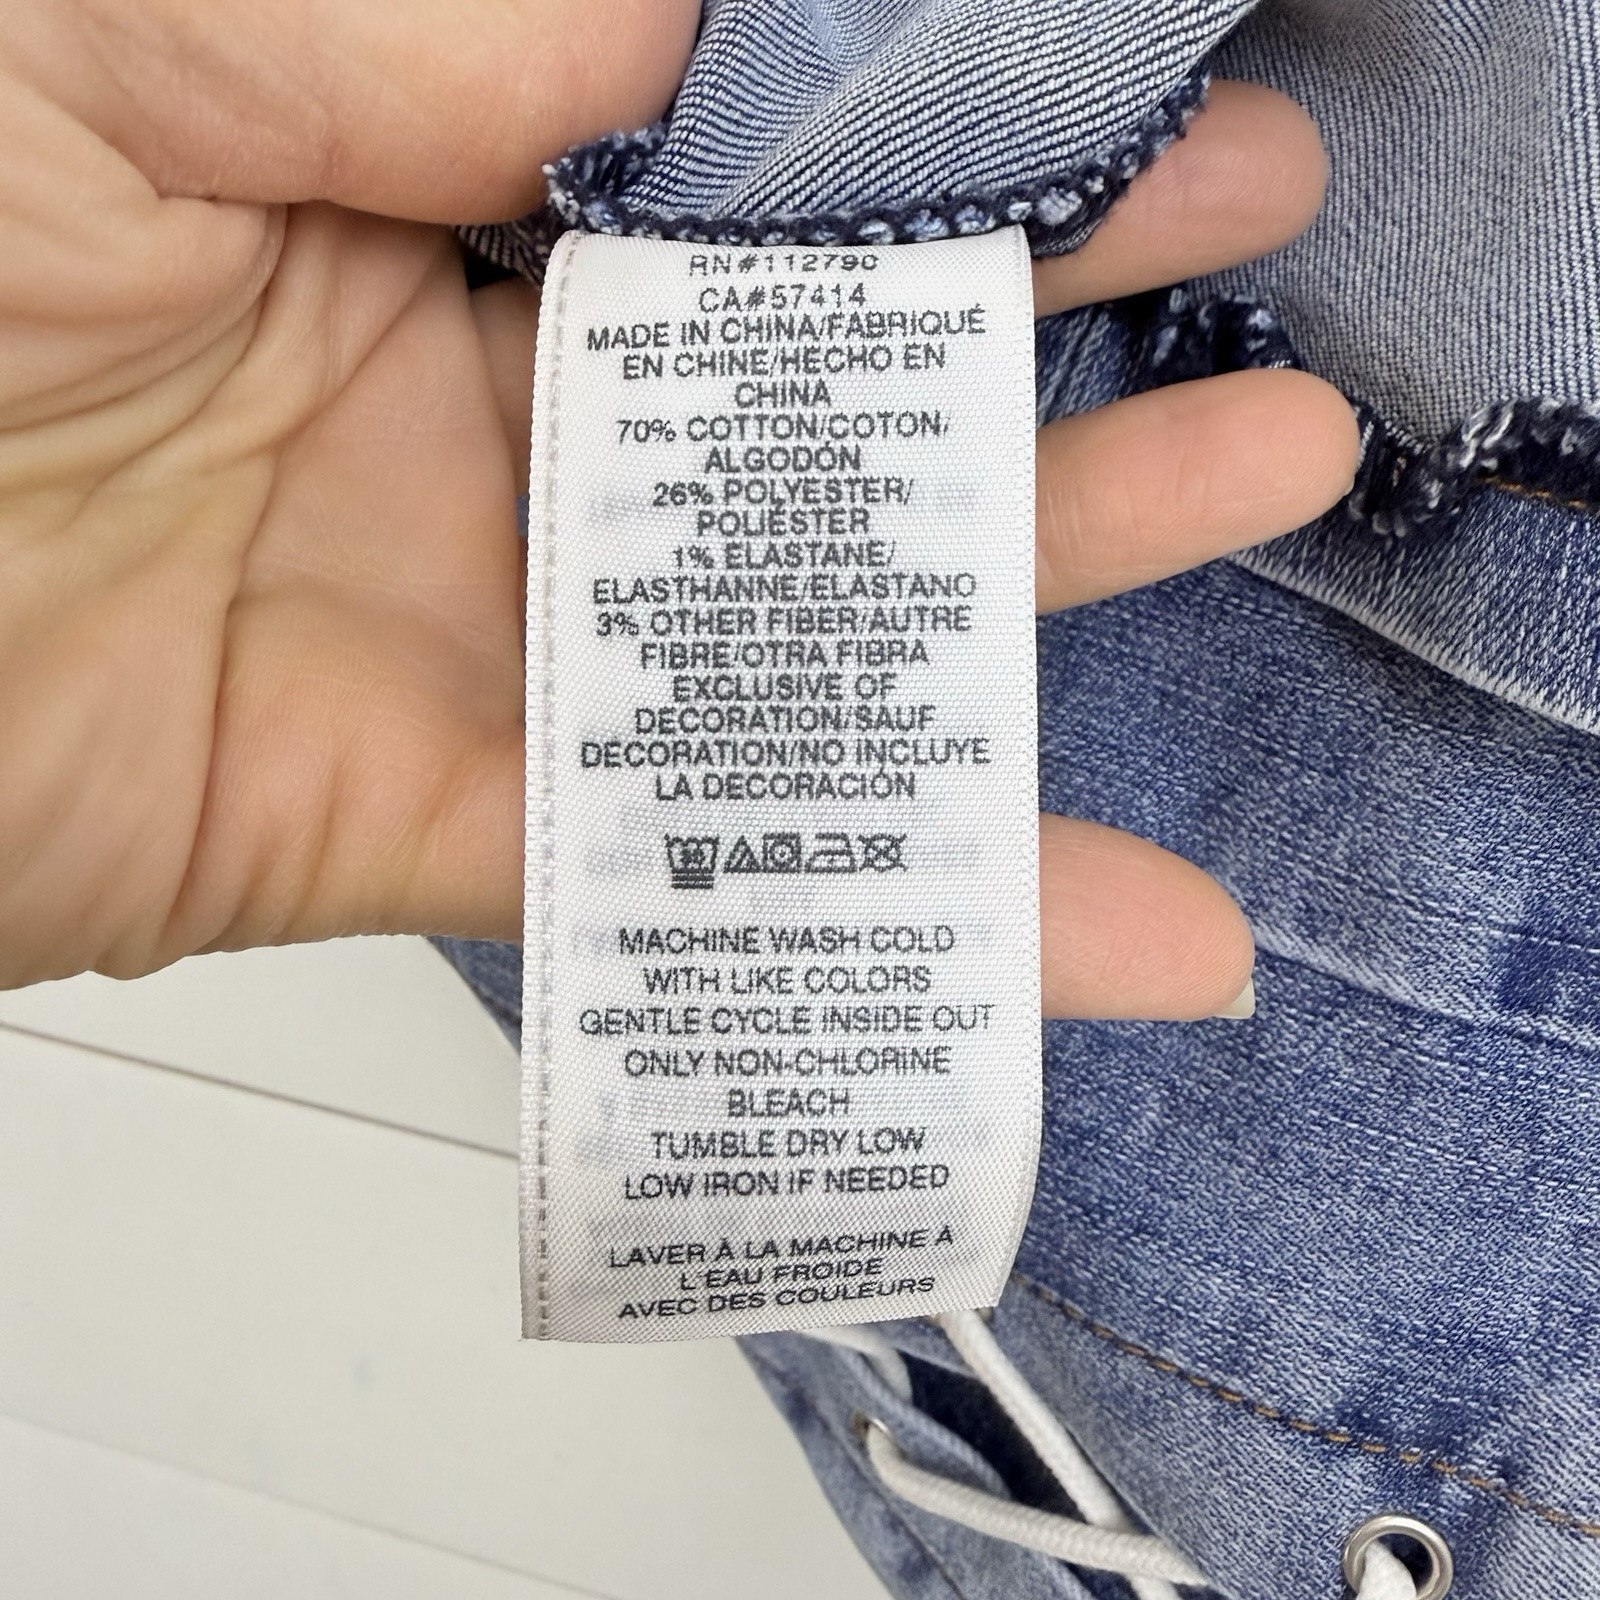 RN#112790
CA#57414
MADE IN CHINA/FABRIQUÉ
EN CHINE/HECHO EN
CHINA
70% COTTON/COTON/
ALGODÓN
26% POLYESTER/
POLIÉSTER
1% ELASTANE/
ELASTHANNE/ELASTANO
3% OTHER FIBER/AUTRE
FIBRE/OTRA FIBRA
EXCLUSIVE OF
DECORATION/SAUF
DECORATION/NO INCLUYE
LA DECORACIÓN
30
MACHINE WASH COLD
WITH LIKE COLORS
GENTLE CYCLE INSIDE OUT
ONLY NON-CHLORINE
BLEACH
TUMBLE DRY LOW
LOW IRON IF NEEDED
LAVER À LA MACHINE À
L'EAU FROIDE
AVEC DES COULEURS